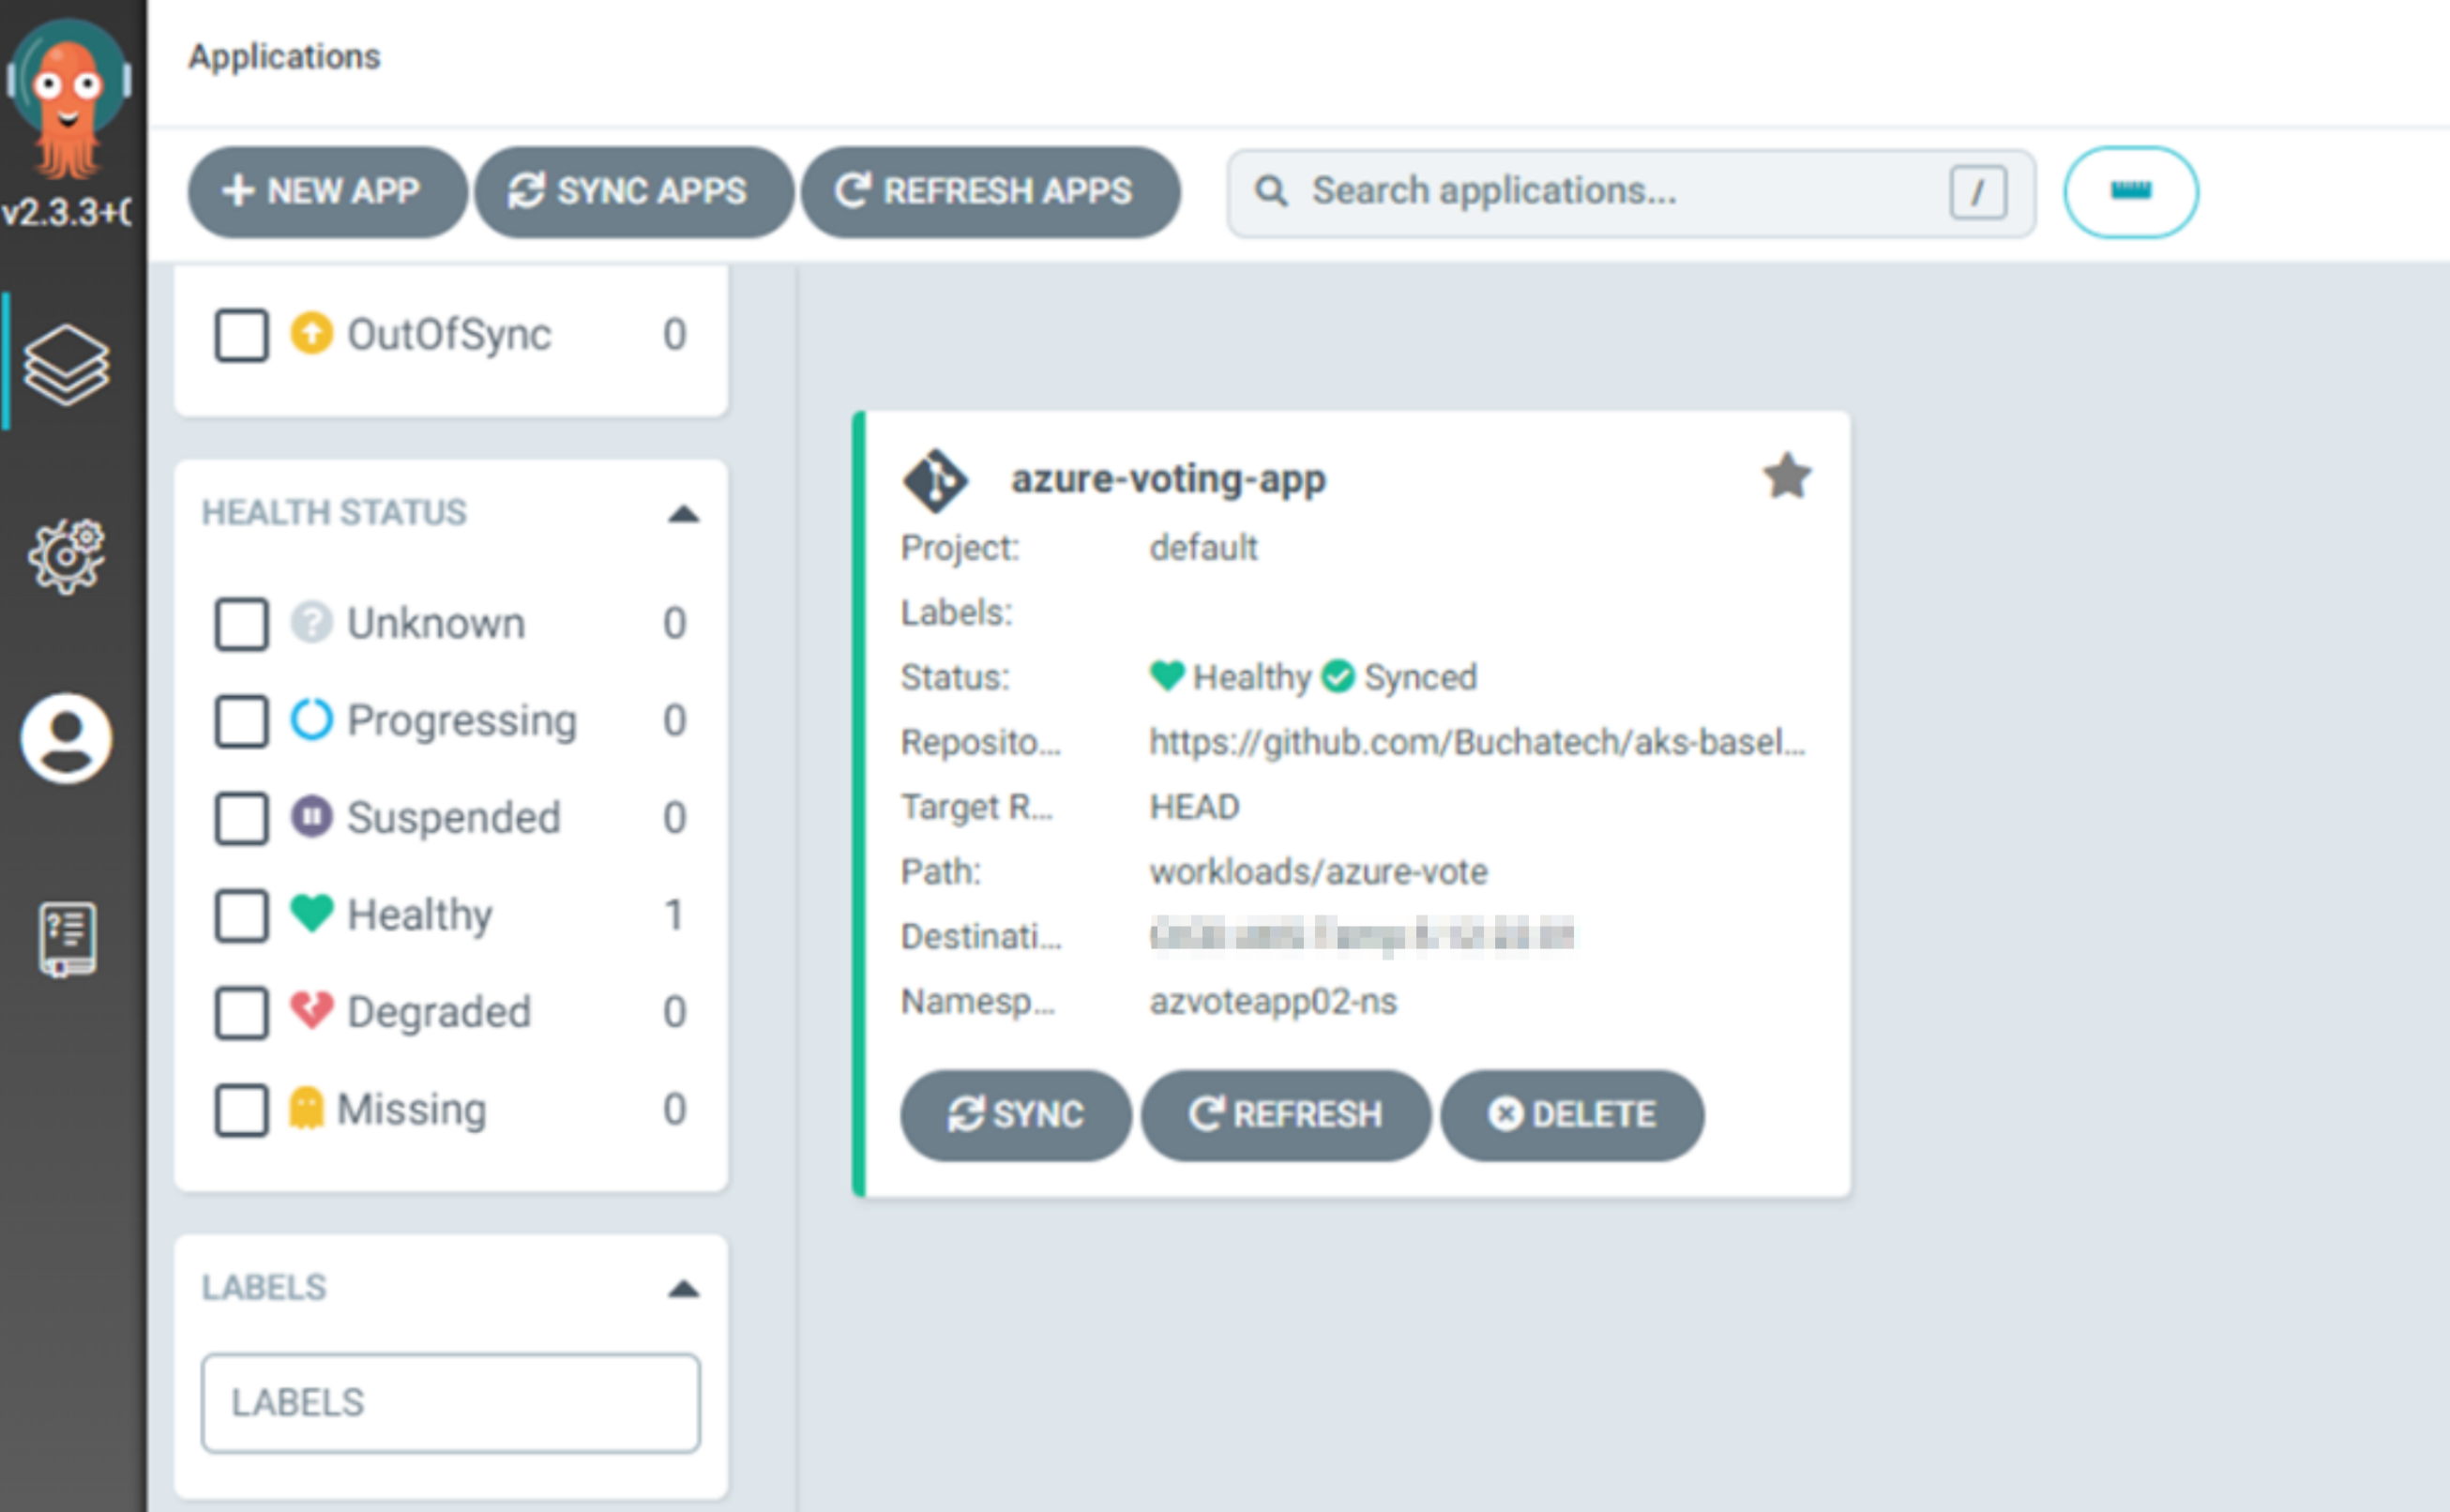 Applications
v2.3.3+
NEW APP SYNC APPS REFRESH APPS Search applications... /
OutOfSync 0
HEALTH STATUS
Unknown 0
Progressing 0
Suspended 0
Healthy 1
Degraded 0
Missing 0
LABELS
LABELS
azure-voting-app
Project: default
Labels:
Status: Healthy Synced
Reposito... https://github.com/Buchatech/aks-basel...
Target R... HEAD
Path: workloads/azure-vote
Destinati...
Namesp... azvoteapp02-ns
SYNC REFRESH DELETE